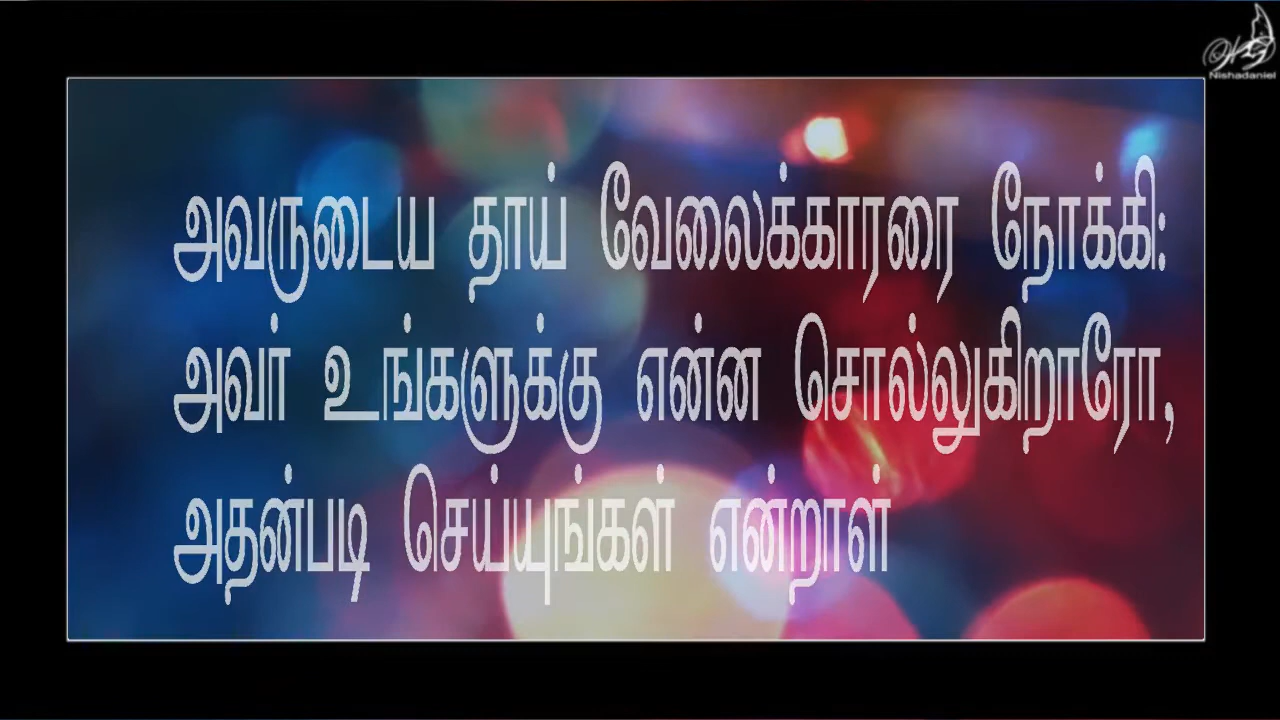 Nishadaniel
அவருடைய தாய் வேலைக்காரரை நோக்கி:
அவர் உங்களுக்கு என்ன சொல்லுகிறாரோ,
அதன்படி செய்யுங்கள் என்றாள்